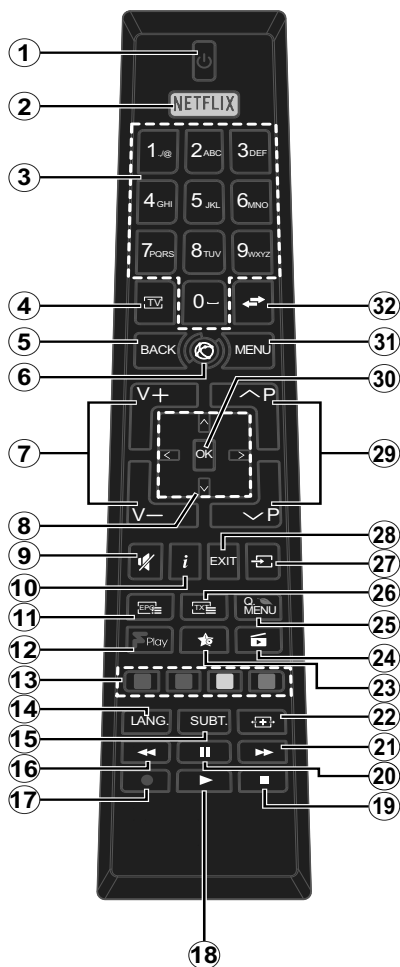 1
2
NETFLIX
3
1./@ 2ABC 3DEF
4GHI 5JKL 6MNO
7PQRS 8TUV 9WXYZ
4
TV
0
32
5
BACK
MENU
31
6
30
V+
P
OK
7
29
V−
P
8
28
9
i
EXIT
27
10
26
EPG
TXT
Q MENU
11
25
12
FPlay
24
13
23
14
LANG.
SUBT.
22
15
21
16
20
17
19
18